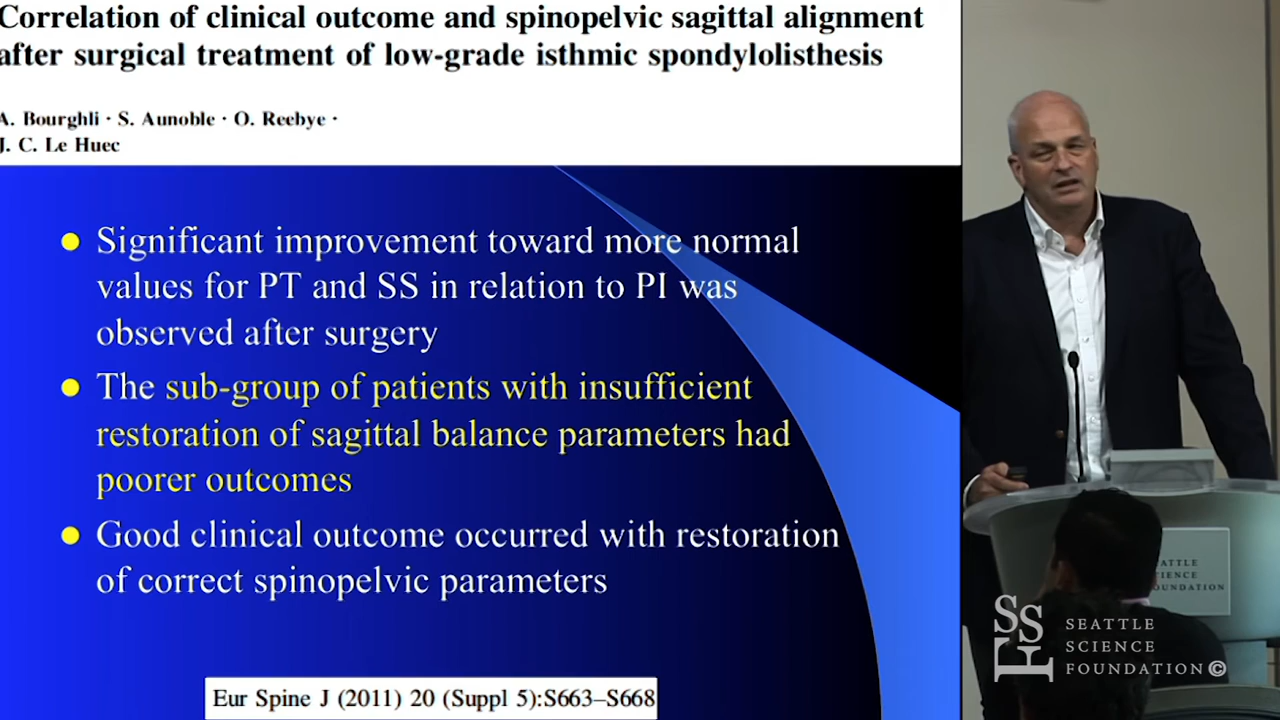 Correlation of clinical outcome and spinopelvic sagittal alignment
after surgical treatment of low-grade isthmic spondylolisthesis
A. Bourghli · S. Aunoble · O. Reebye ·
J. C. Le Huec
Significant improvement toward more normal
values for PT and SS in relation to PI was
observed after surgery
The sub-group of patients with insufficient
restoration of sagittal balance parameters had
poorer outcomes
Good clinical outcome occurred with restoration
of correct spinopelvic parameters
Eur Spine J (2011) 20 (Suppl 5):S663–S668
SSF
SEATTLE
SCIENCE
FOUNDATION©